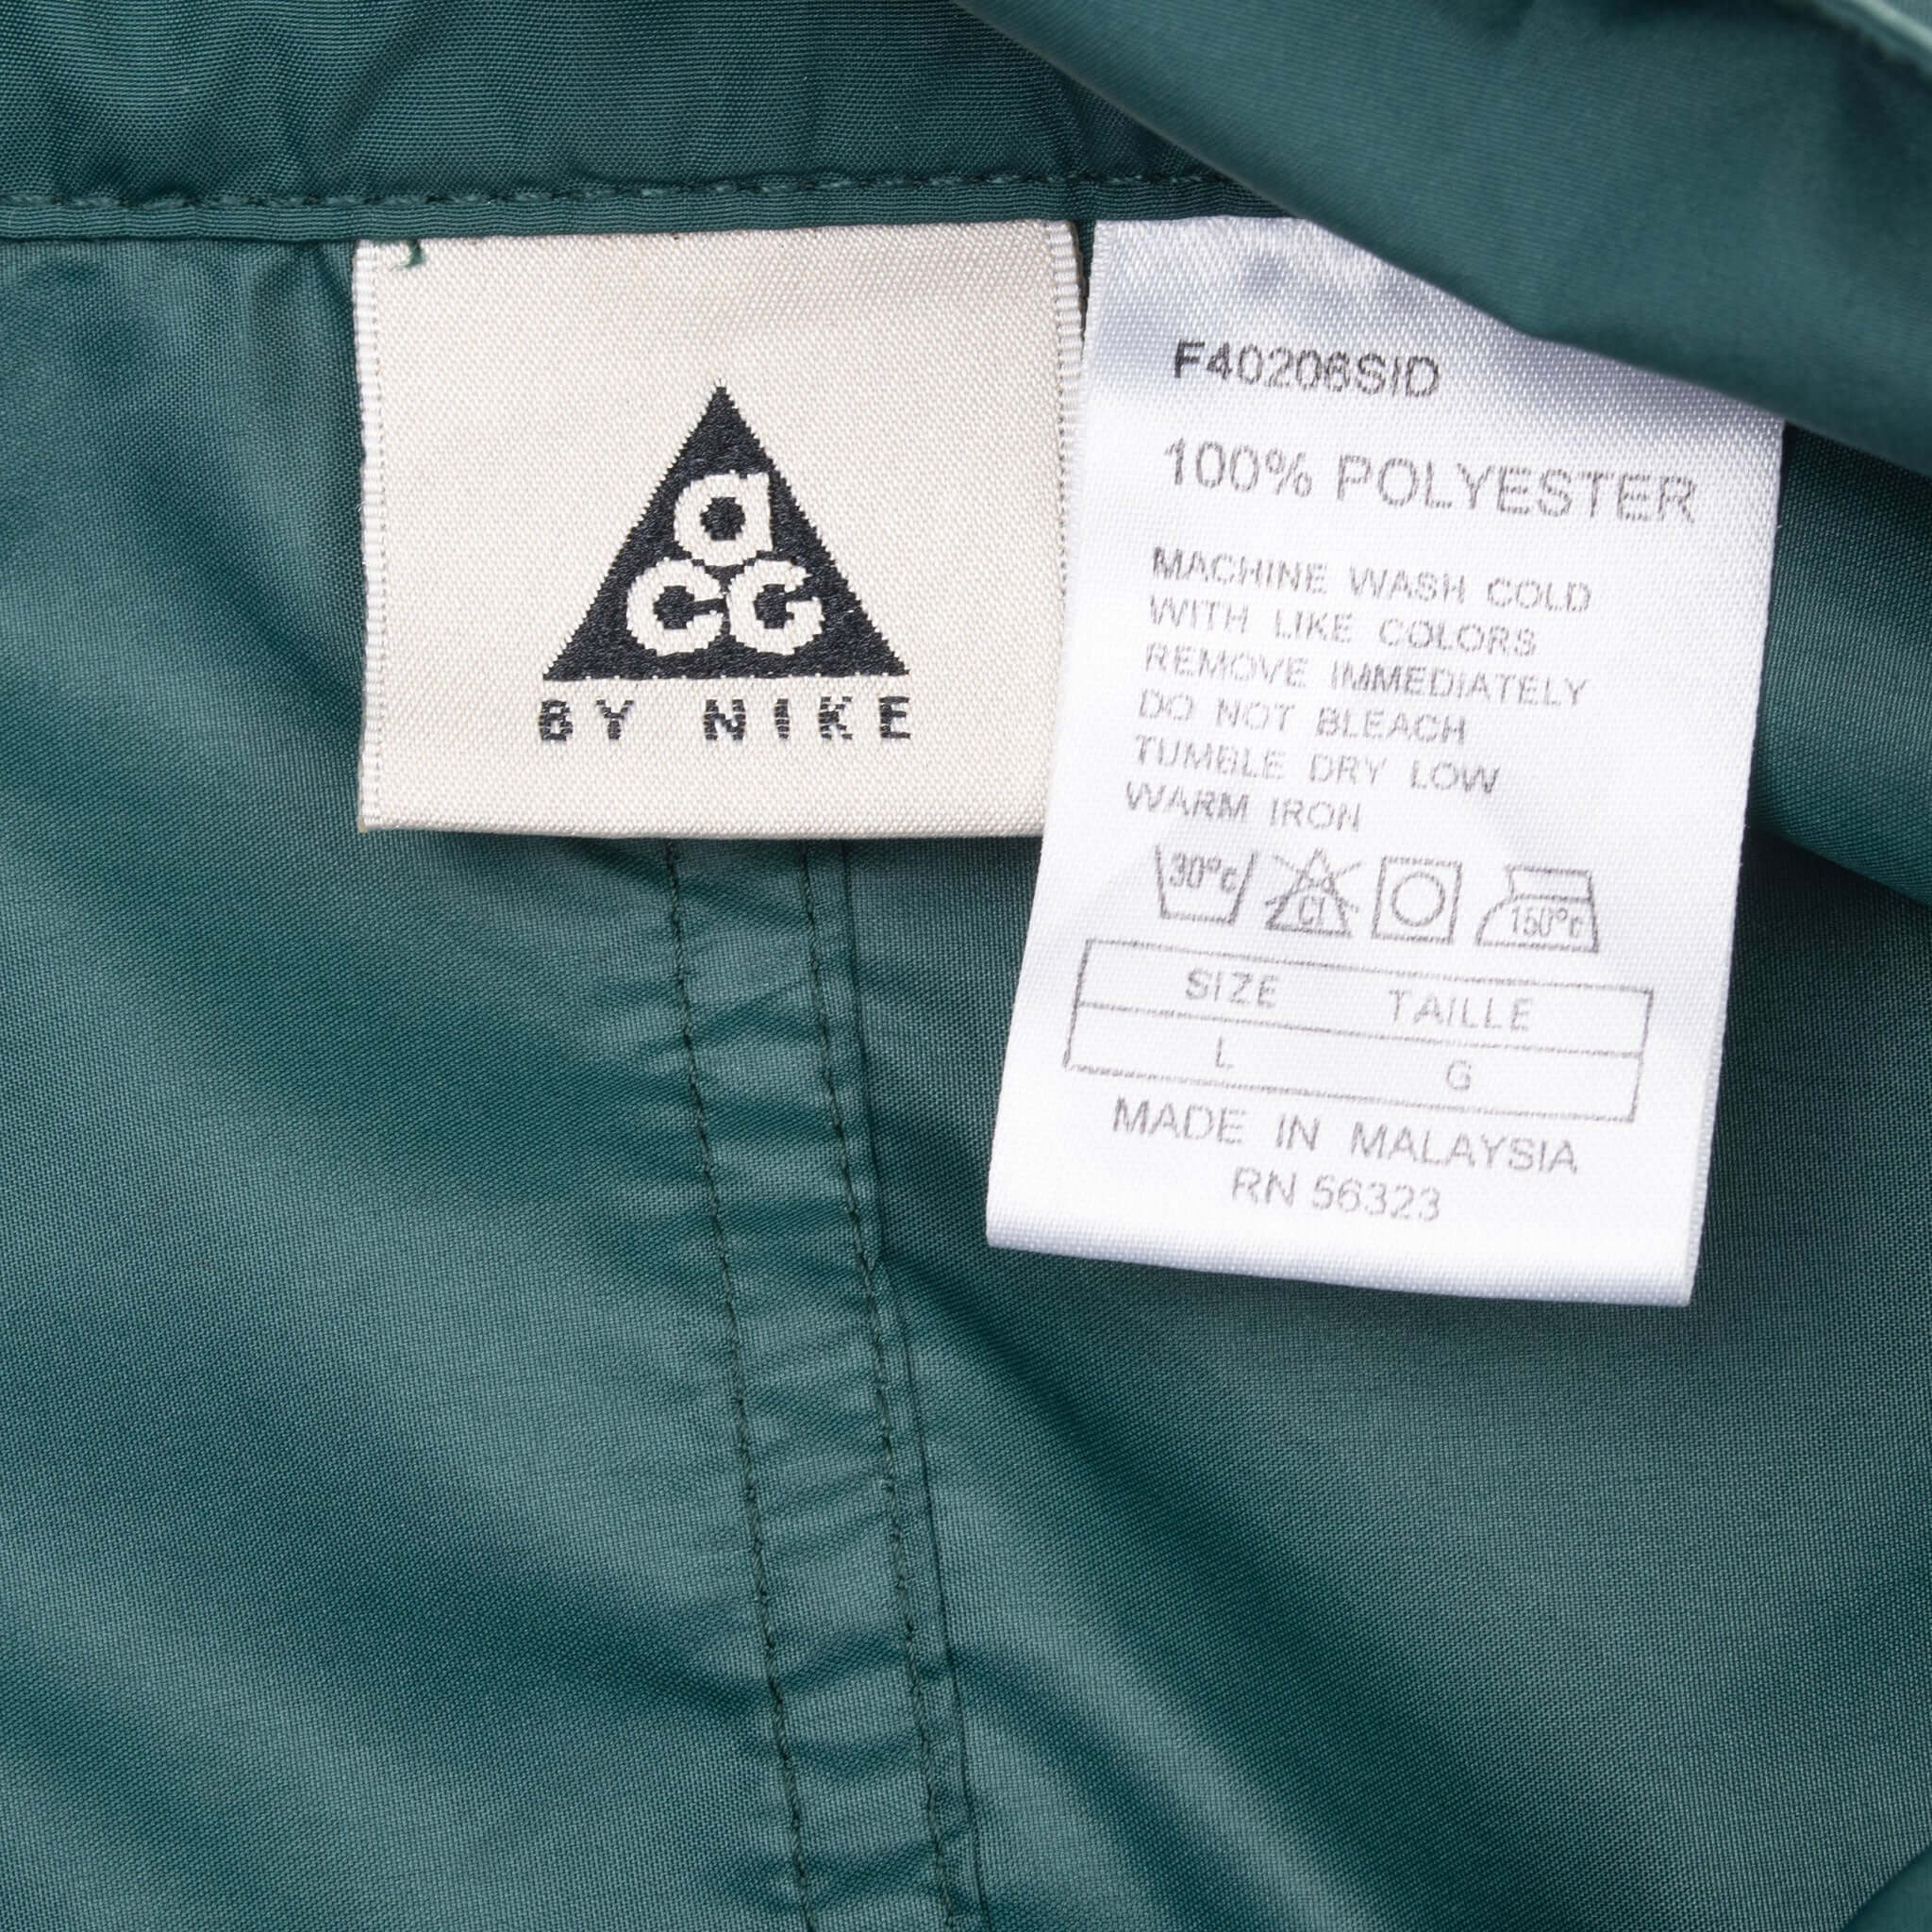 aCG
BY NIKE
F40206SID
100% POLYESTER
MACHINE WASH COLD
WITH LIKE COLORS
REMOVE IMMEDIATELY
DO NOT BLEACH
TUMBLE DRY LOW
WARM IRON
30°c Cl 150°c
SIZE TAILLE
L G
MADE IN MALAYSIA
RN 56323